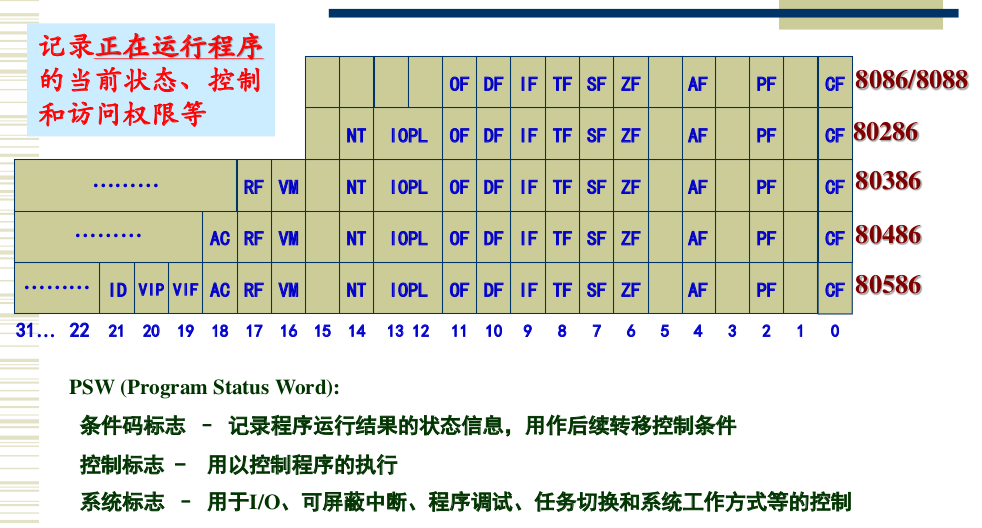 记录正在运行程序
的当前状态、控制
和访问权限等
OF DF IF TF SF ZF AF PF CF 8086/8088
NT IOPL OF DF IF TF SF ZF AF PF CF 80286
……… RF VM NT IOPL OF DF IF TF SF ZF AF PF CF 80386
……… AC RF VM NT IOPL OF DF IF TF SF ZF AF PF CF 80486
……… ID VIP VIF AC RF VM NT IOPL OF DF IF TF SF ZF AF PF CF 80586
31... 22 21 20 19 18 17 16 15 14 13 12 11 10 9 8 7 6 5 4 3 2 1 0
PSW (Program Status Word):
条件码标志 – 记录程序运行结果的状态信息，用作后续转移控制条件
控制标志 – 用以控制程序的执行
系统标志 – 用于I/O、可屏蔽中断、程序调试、任务切换和系统工作方式等的控制